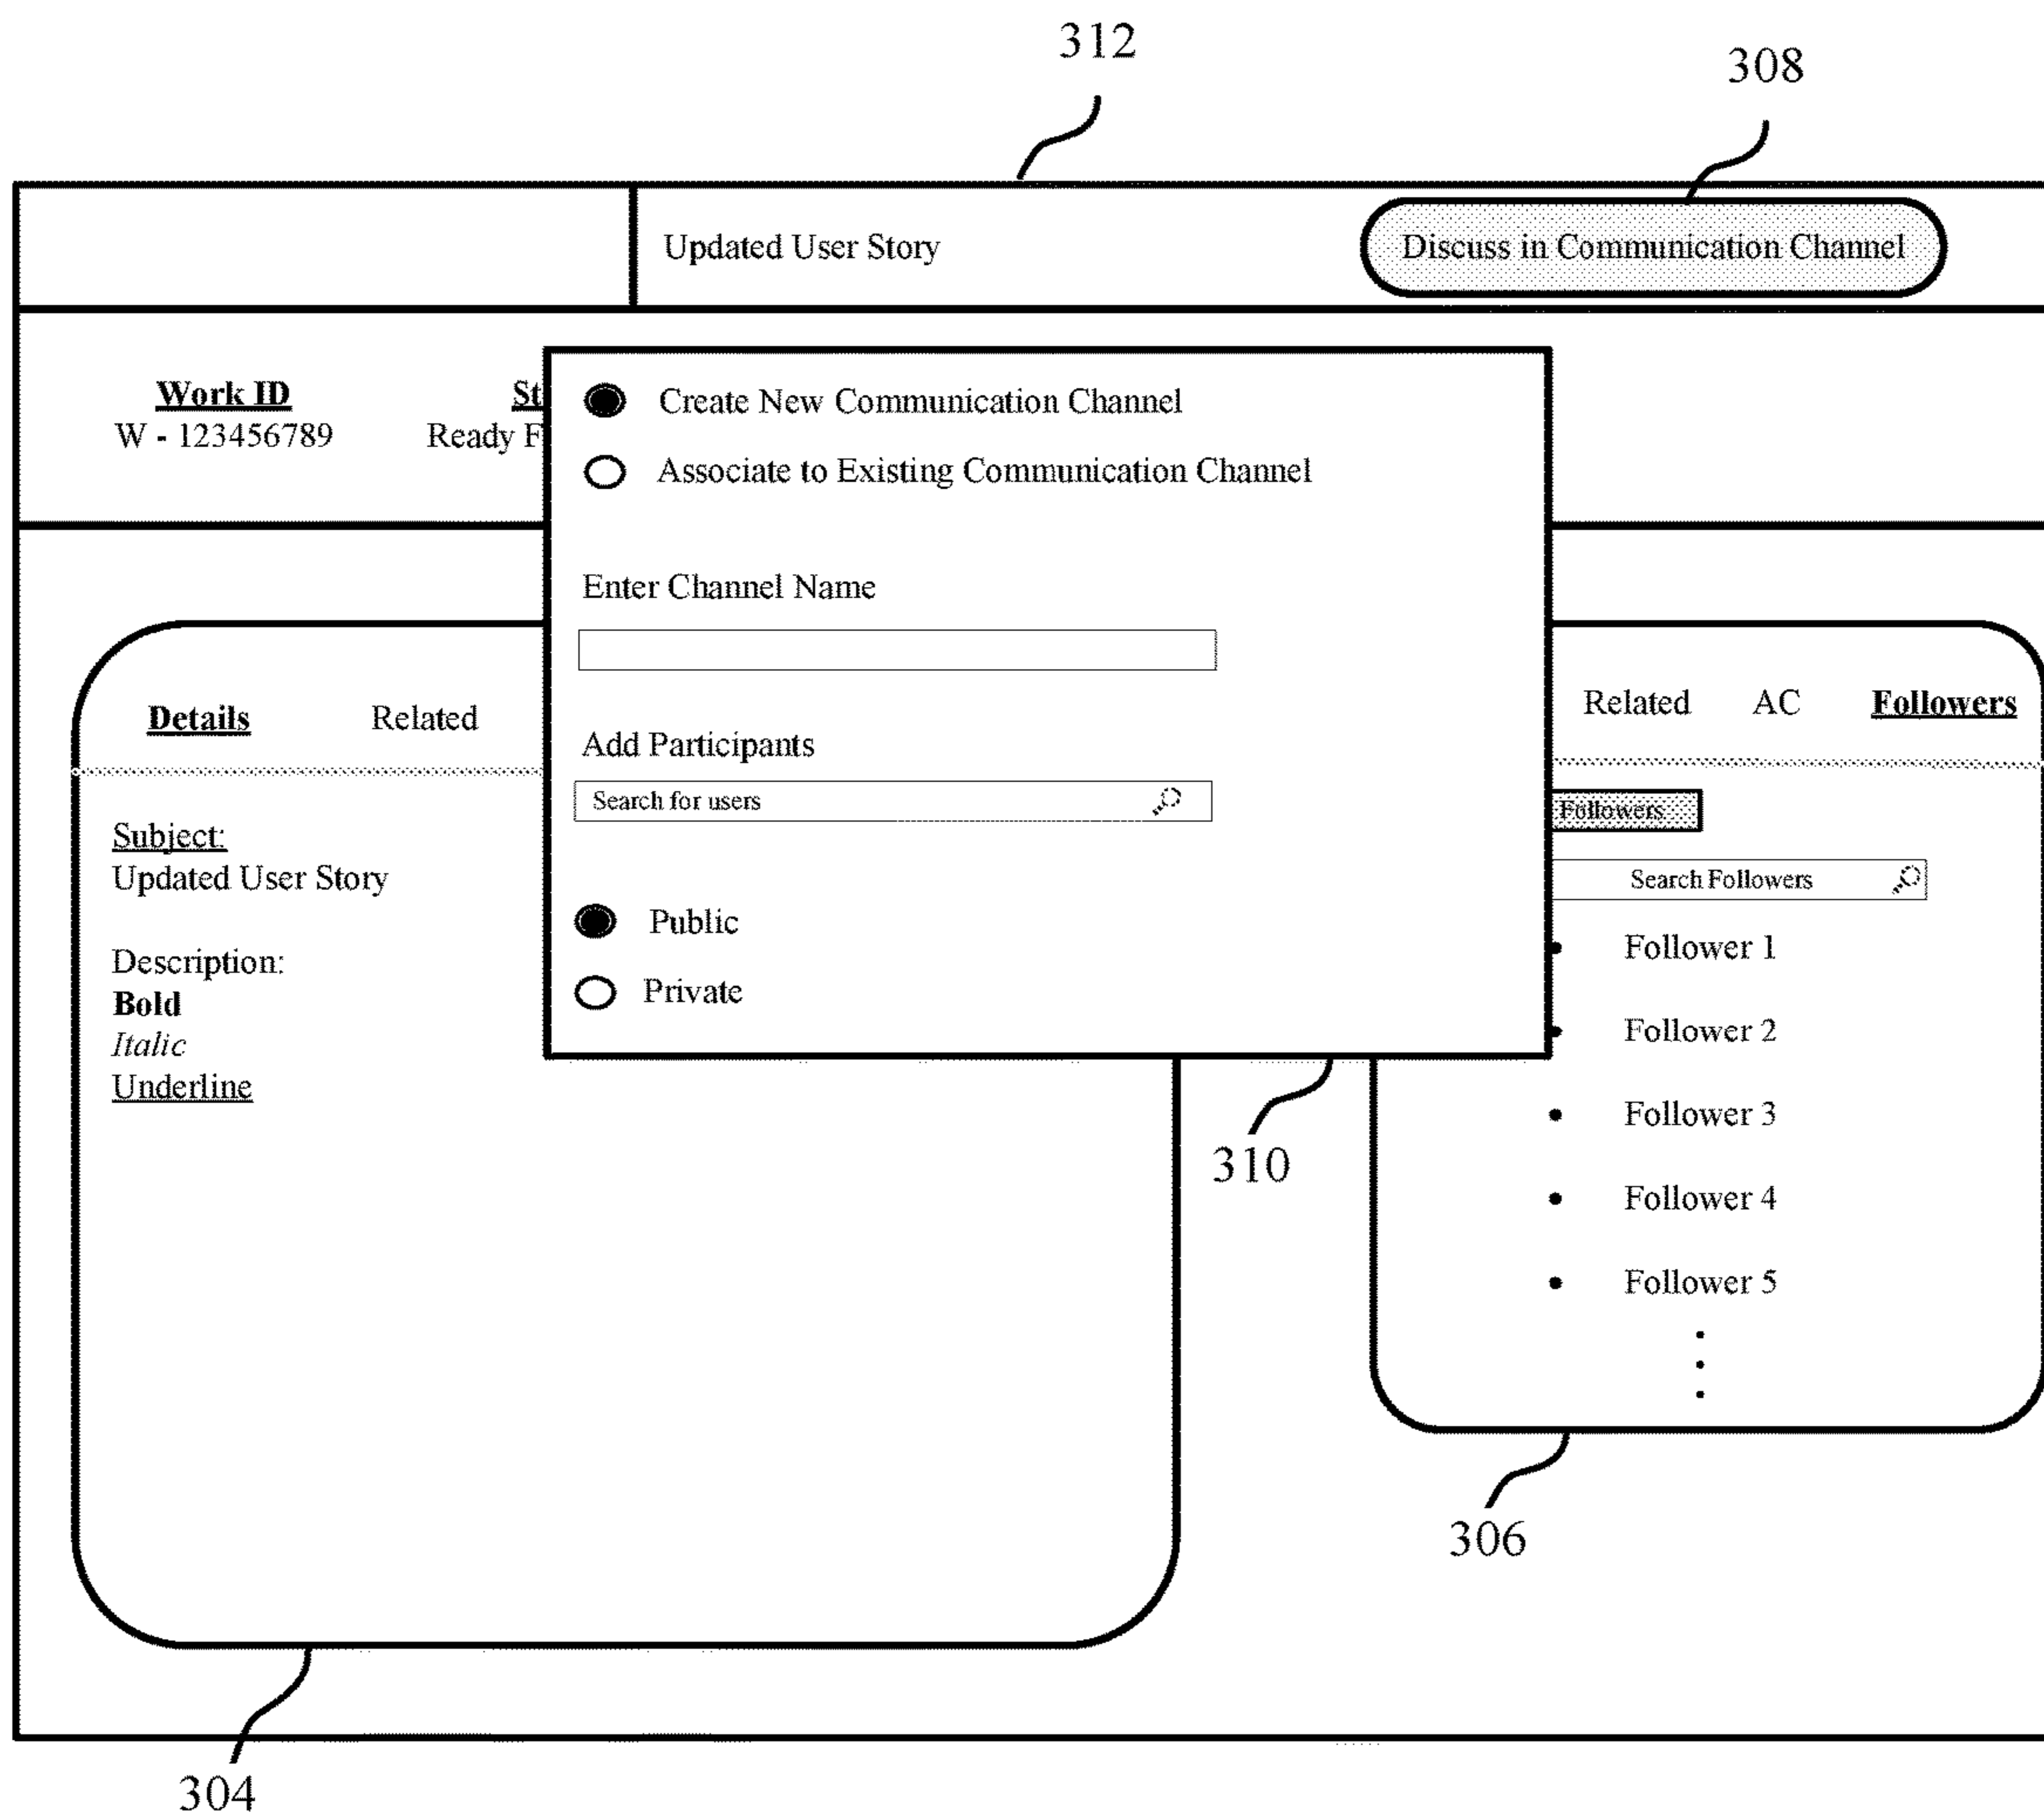 312
308
Updated User Story
Discuss in Communication Channel
Work ID
W - 123456789
St
Ready F
Create New Communication Channel
Associate to Existing Communication Channel
Enter Channel Name
Add Participants
Search for users
Public
Private
Details Related
Subject:
Updated User Story
Description:
Bold
Italic
Underline
Related AC Followers
Followers
Search Followers
• Follower 1
• Follower 2
• Follower 3
• Follower 4
• Follower 5
310
306
304